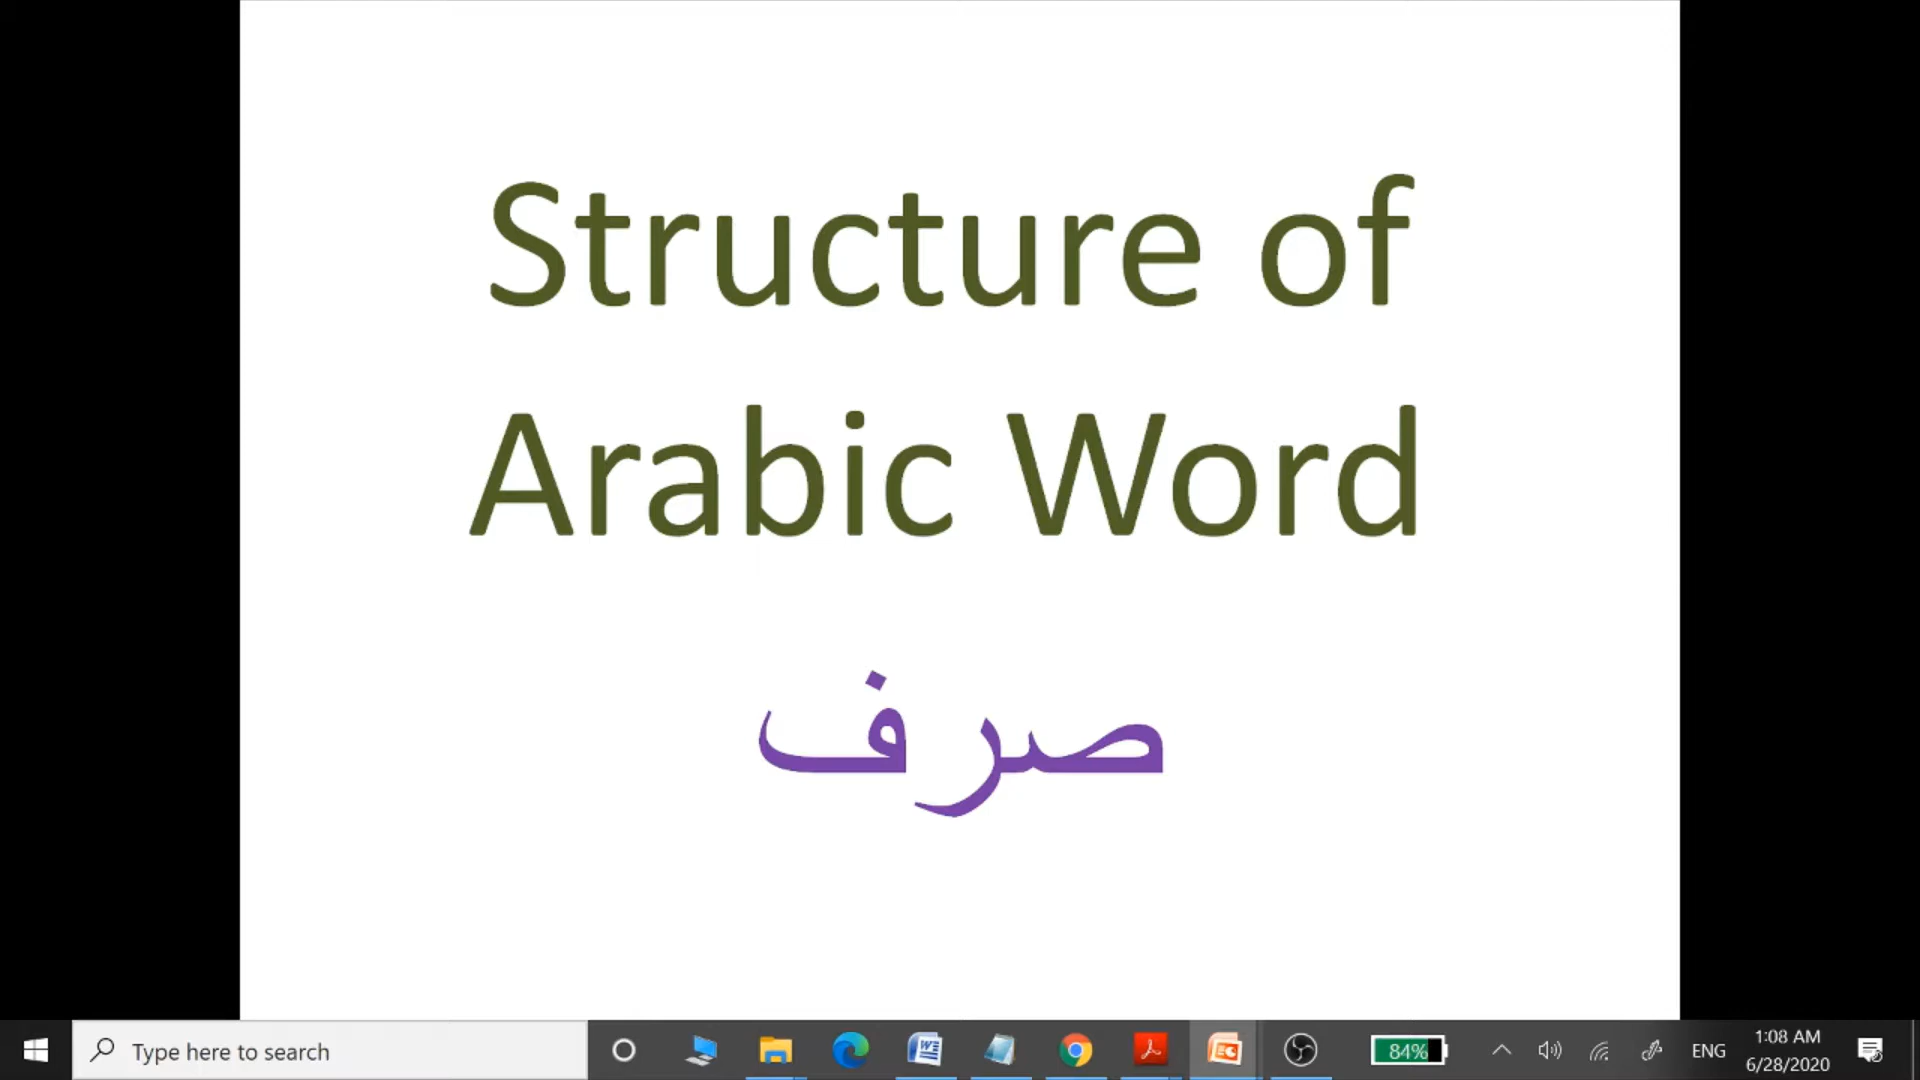 Structure of
Arabic Word
صرف
Type here to search
84%
ENG
1:08 AM
6/28/2020